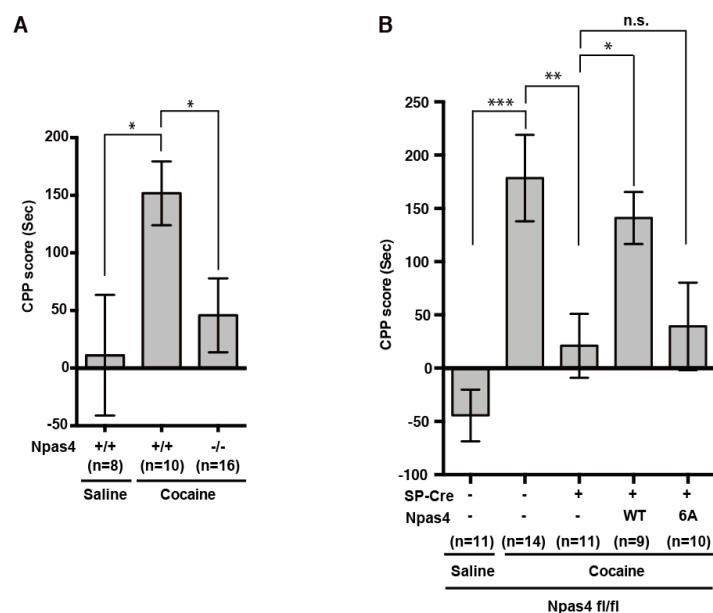 A
* *
200
150
100
50
0
-50
CPP score (Sec)
Npas4 +/+ +/+ -/-
(n=8) (n=10) (n=16)
Saline Cocaine
B
n.s.
*
**
***
250
200
150
100
50
0
-50
-100
CPP score (Sec)
SP-Cre - - + + +
Npas4 - - - WT 6A
(n=11) (n=14) (n=11) (n=9) (n=10)
Saline Cocaine
Npas4 fl/fl